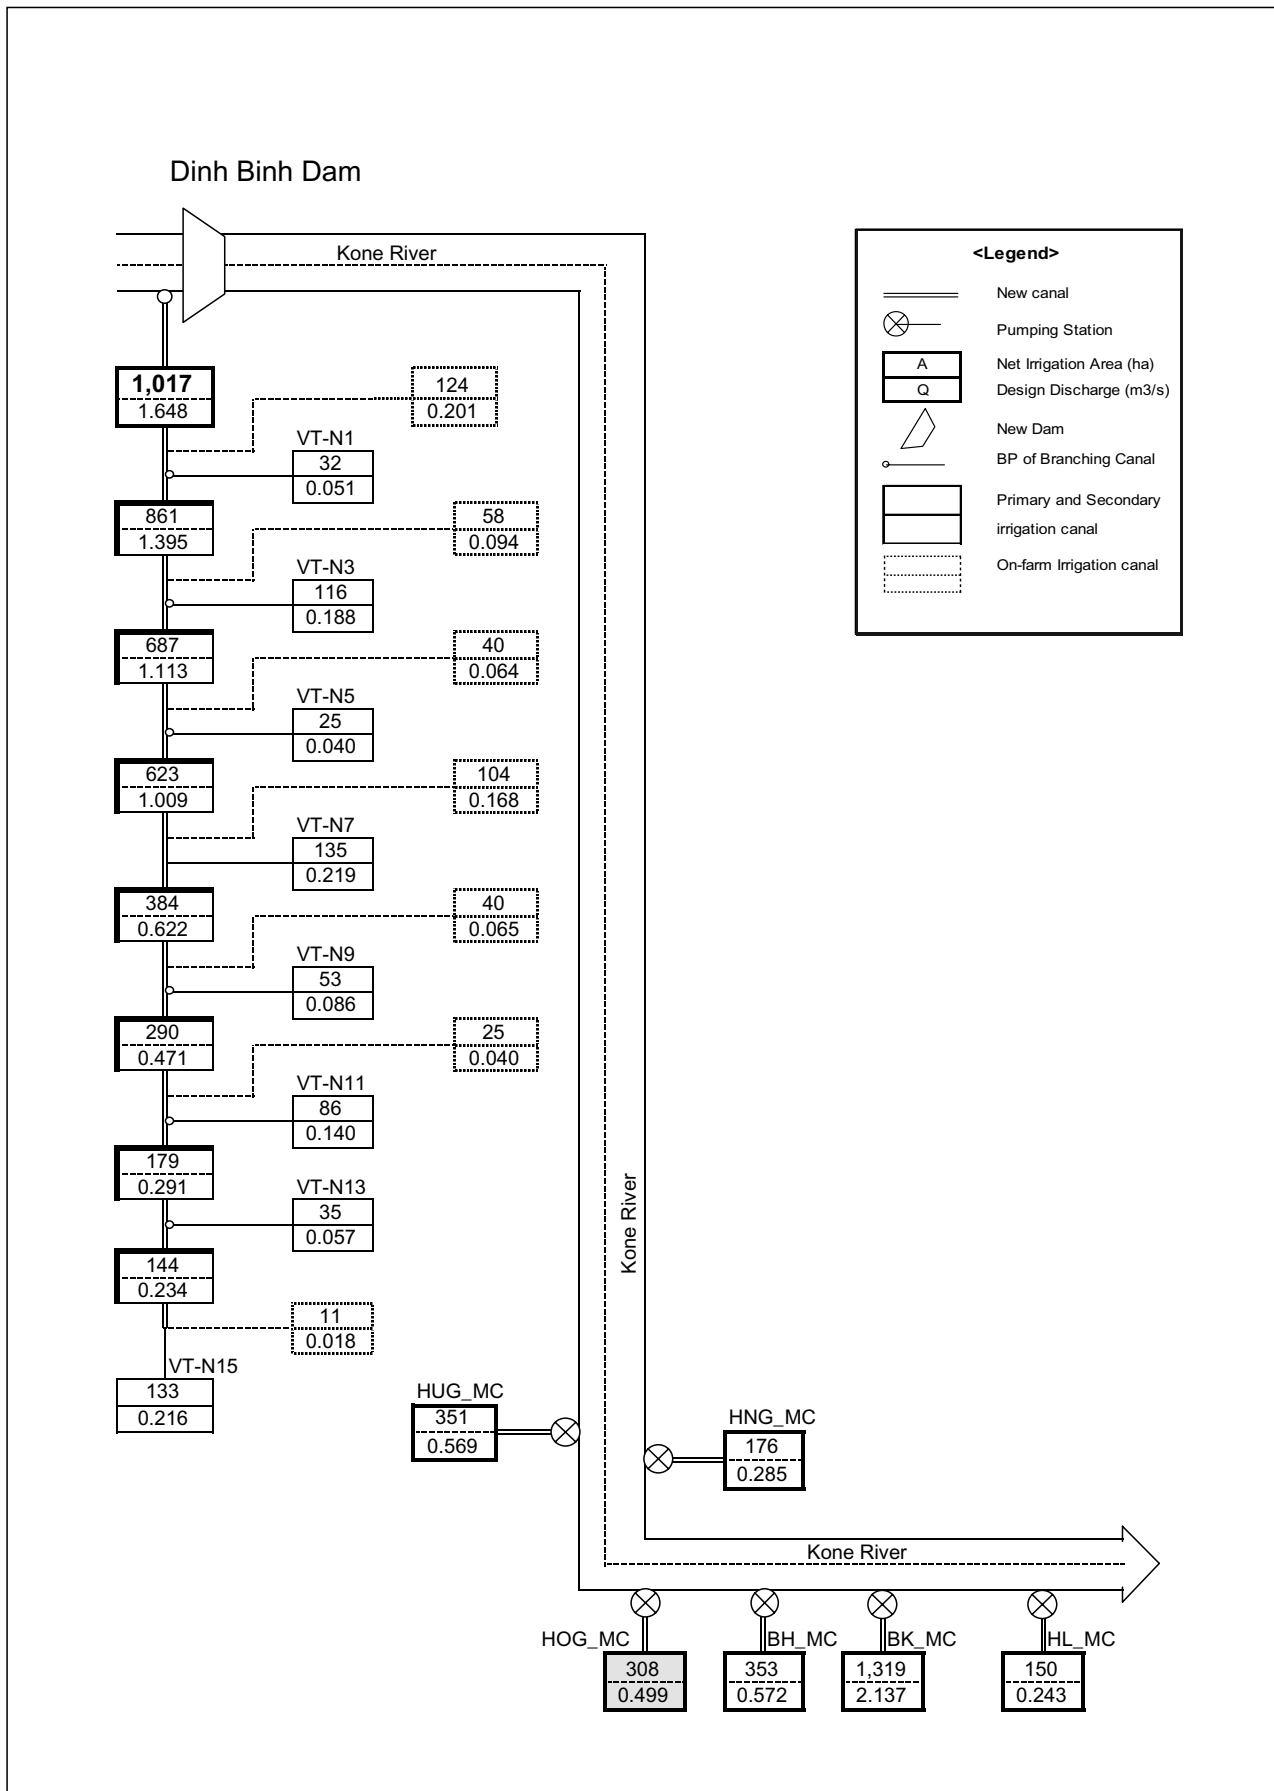 Dinh Binh Dam
Kone River
<Legend>
New canal
Pumping Station
A
Net Irrigation Area (ha)
Q
Design Discharge (m3/s)
New Dam
BP of Branching Canal
Primary and Secondary
irrigation canal
On-farm Irrigation canal
1,017
1.648
124
0.201
VT-N1
32
0.051
861
1.395
58
0.094
VT-N3
116
0.188
687
1.113
40
0.064
VT-N5
25
0.040
623
1.009
104
0.168
VT-N7
135
0.219
384
0.622
40
0.065
VT-N9
53
0.086
290
0.471
25
0.040
VT-N11
86
0.140
179
0.291
VT-N13
35
0.057
144
0.234
11
0.018
VT-N15
133
0.216
Kone River
HUG_MC
351
0.569
HNG_MC
176
0.285
Kone River
HOG_MC
308
0.499
BH_MC
353
0.572
BK_MC
1,319
2.137
HL_MC
150
0.243